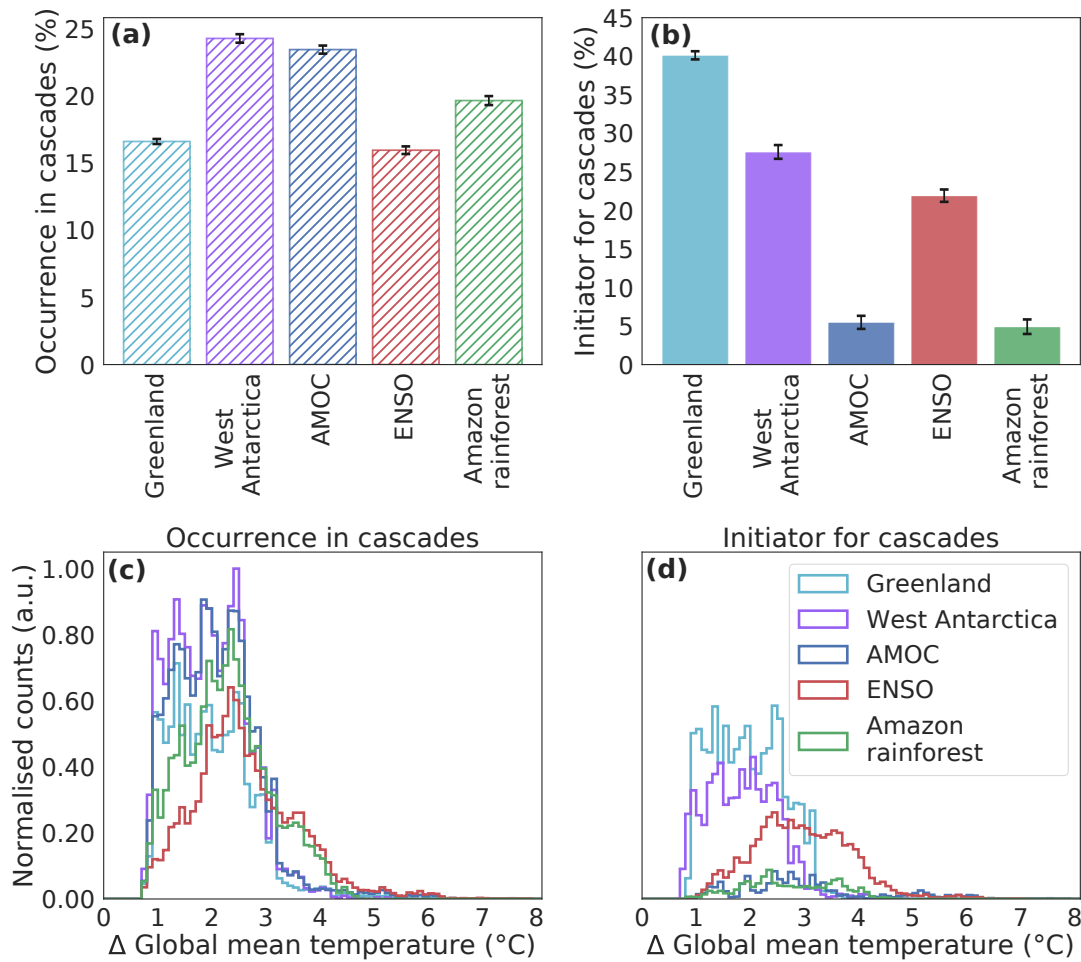 (a)
Occurrence in cascades (%)
25
20
15
10
5
0
Greenland
West
Antarctica
AMOC
ENSO
Amazon
rainforest
(b)
Initiator for cascades (%)
45
40
35
30
25
20
15
10
5
0
Greenland
West
Antarctica
AMOC
ENSO
Amazon
rainforest
Occurrence in cascades
(c)
Normalised counts (a.u.)
1.00
0.80
0.60
0.40
0.20
0.00
0 1 2 3 4 5 6 7 8
Δ Global mean temperature (°C)
Initiator for cascades
(d)
Greenland
West Antarctica
AMOC
ENSO
Amazon
rainforest
0 1 2 3 4 5 6 7 8
Δ Global mean temperature (°C)